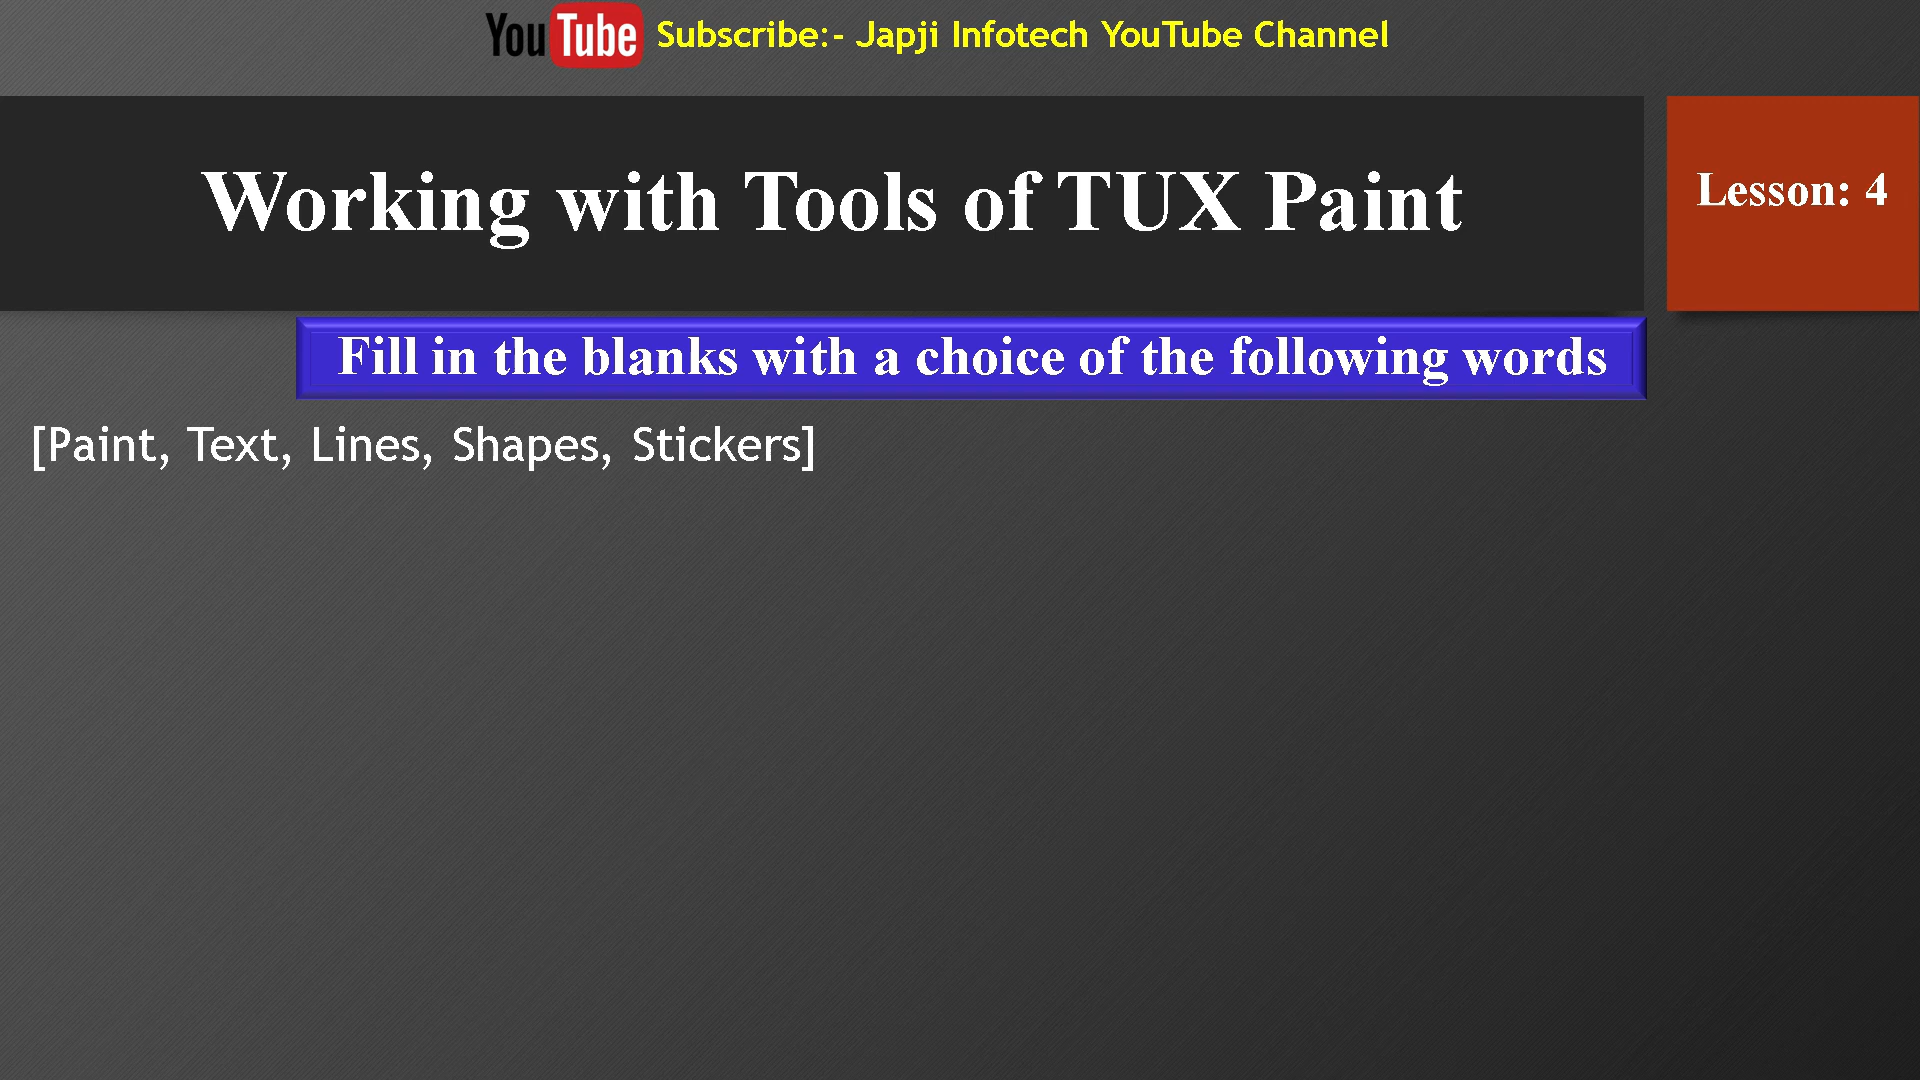 YouTube Subscribe:- Japji Infotech YouTube Channel
Working with Tools of TUX Paint
Lesson: 4
Fill in the blanks with a choice of the following words
[Paint, Text, Lines, Shapes, Stickers]